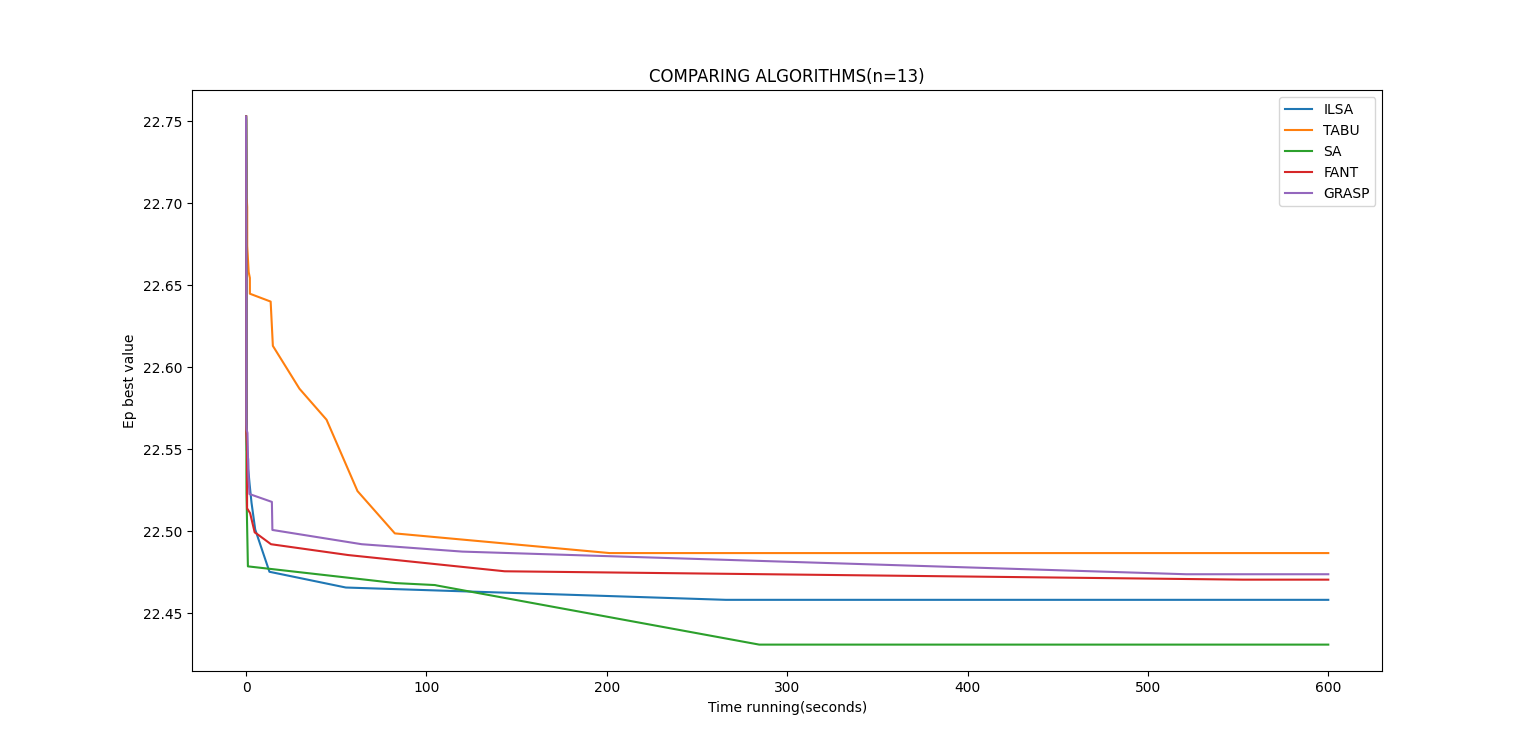 COMPARING ALGORITHMS(n=13)
ILSA
TABU
SA
FANT
GRASP
Ep best value
22.75
22.70
22.65
22.60
22.55
22.50
22.45
0 100 200 300 400 500 600
Time running(seconds)